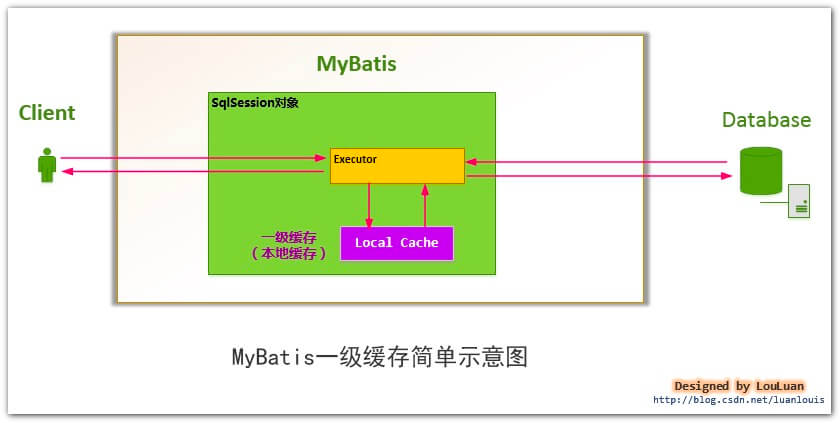 MyBatis
Client
SqlSession对象
Database
Executor
一级缓存
（本地缓存）
Local Cache
MyBatis一级缓存简单示意图
Designed by LouLuan
http://blog.csdn.net/luanlouis